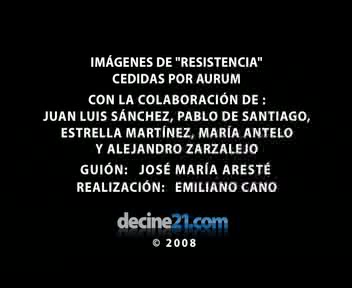 IMÁGENES DE "RESISTENCIA"
CEDIDAS POR AURUM
CON LA COLABORACIÓN DE :
JUAN LUIS SÁNCHEZ, PABLO DE SANTIAGO,
ESTRELLA MARTÍNEZ, MARÍA ANTELO
Y ALEJANDRO ZARZALEJO
GUIÓN: JOSÉ MARÍA ARESTÉ
REALIZACIÓN: EMILIANO CANO
decine21.com
© 2008